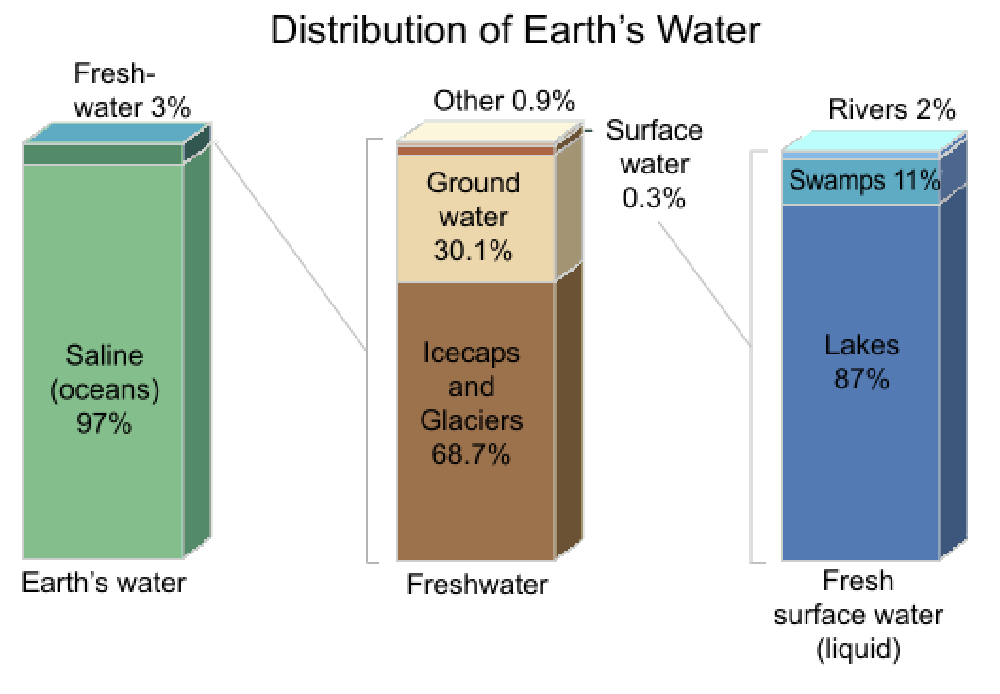 Distribution of Earth's Water
Fresh-
water 3%
Saline
(oceans)
97%
Earth's water
Other 0.9%
Surface
water
0.3%
Ground
water
30.1%
Icecaps
and
Glaciers
68.7%
Freshwater
Rivers 2%
Swamps 11%
Lakes
87%
Fresh
surface water
(liquid)